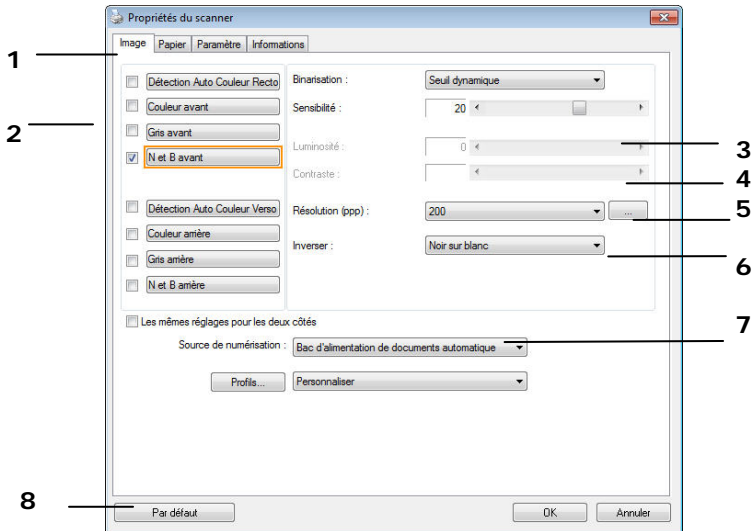 Propriétés du scanner
Image Papier Paramètre Informations
1
Détection Auto Couleur Recto Binarisation : Seuil dynamique
Couleur avant Sensibilité : 20
2
Gris avant
N et B avant Luminosité : 0
3
Contraste :
4
Détection Auto Couleur Verso Résolution (ppp) : 200 ...
5
Couleur arrière
Inverser : Noir sur blanc
Gris arrière
6
N et B arrière
Les mêmes réglages pour les deux côtés
7
Source de numérisation : Bac d'alimentation de documents automatique
Profils... Personnaliser
8
Par défaut OK Annuler